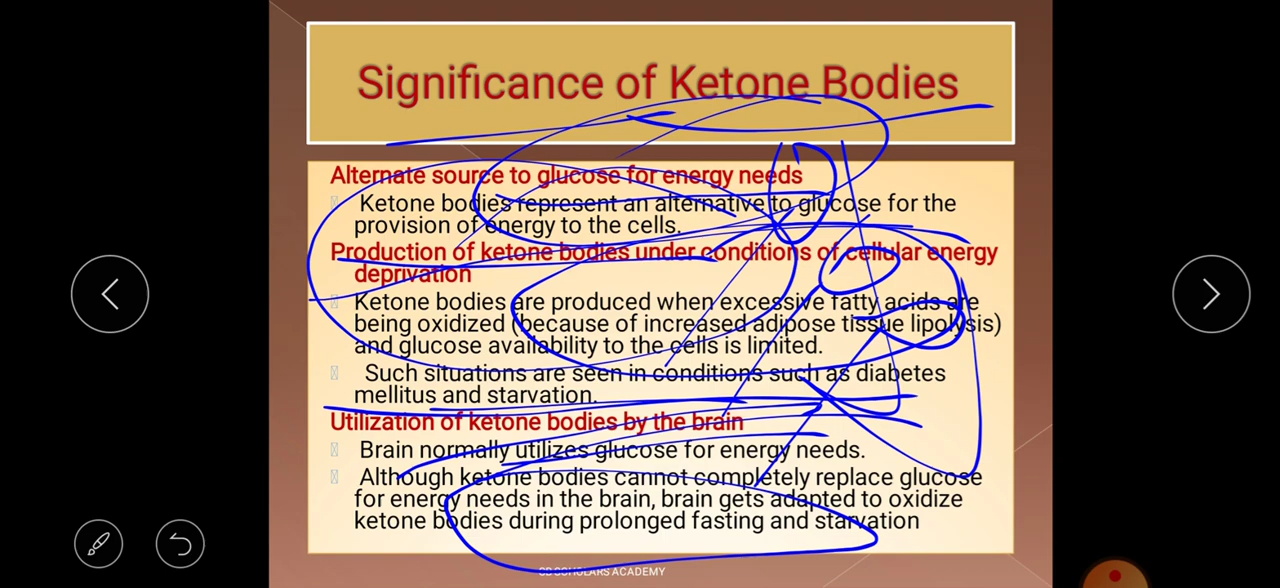 Significance of Ketone Bodies
Alternate source to glucose for energy needs
Ketone bodies represent an alternative to glucose for the
provision of energy to the cells.
Production of ketone bodies under conditions of cellular energy
deprivation
Ketone bodies are produced when excessive fatty acids are
being oxidized (because of increased adipose tissue lipolysis)
and glucose availability to the cells is limited.
Such situations are seen in conditions such as diabetes
mellitus and starvation.
Utilization of ketone bodies by the brain
Brain normally utilizes glucose for energy needs.
Although ketone bodies cannot completely replace glucose
for energy needs in the brain, brain gets adapted to oxidize
ketone bodies during prolonged fasting and starvation
SCHOLARS ACADEMY